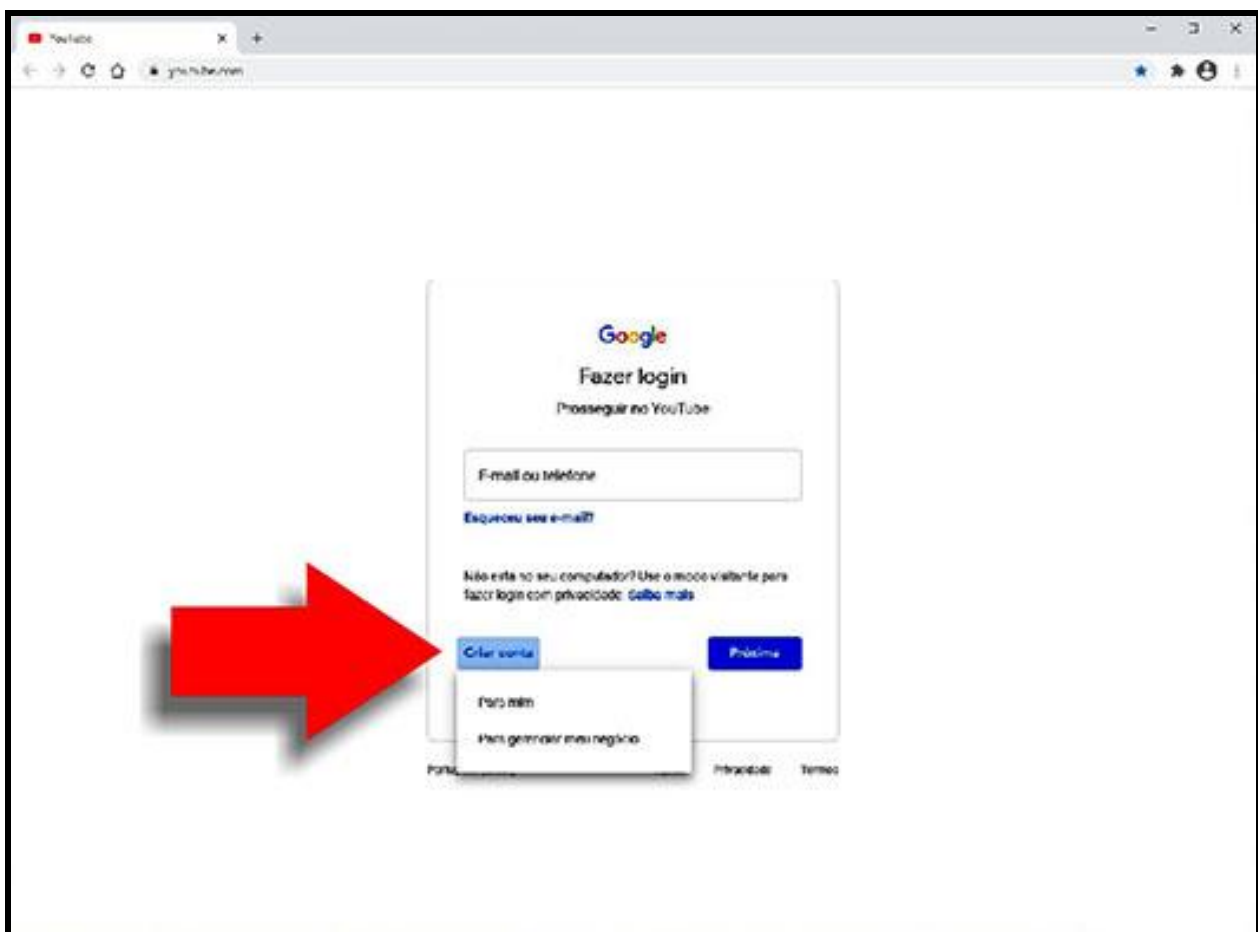 YouTube
youtube.com
Google
Fazer login
Prosseguir no YouTube
E-mail ou telefone
Esqueceu seu e-mail?
Não está no seu computador? Use o modo visitante para
fazer login com privacidade. Saiba mais
Criar conta
Próxima
Para mim
Para gerenciar meu negócio
Privacidade
Termos